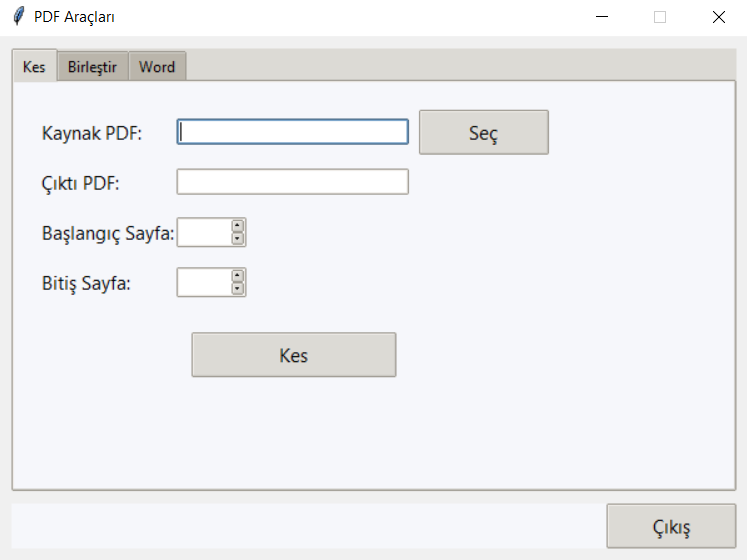 PDF Araçları
Kes Birleştir Word
Kaynak PDF: Seç
Çıktı PDF:
Başlangıç Sayfa:
Bitiş Sayfa:
Kes
Çıkış